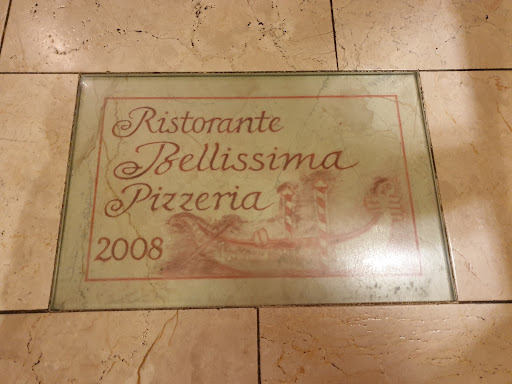 Ristorante
Bellissima
Pizzeria
2008